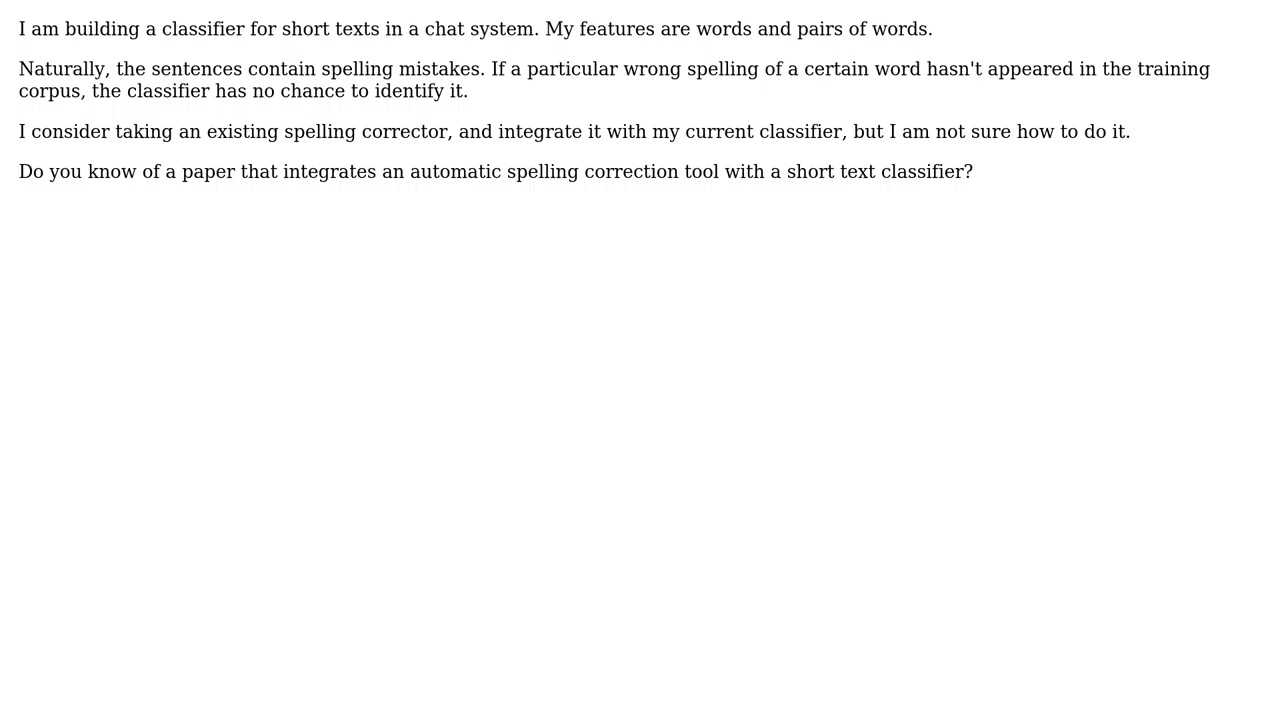 I am building a classifier for short texts in a chat system. My features are words and pairs of words.
Naturally, the sentences contain spelling mistakes. If a particular wrong spelling of a certain word hasn't appeared in the training
corpus, the classifier has no chance to identify it.
I consider taking an existing spelling corrector, and integrate it with my current classifier, but I am not sure how to do it.
Do you know of a paper that integrates an automatic spelling correction tool with a short text classifier?